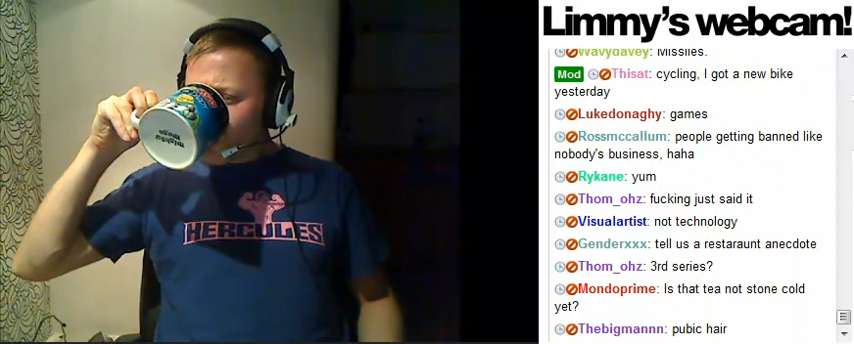 Limmy's webcam!
HERCULES
Wavydavey: Missiles.
Mod Thisat: cycling, I got a new bike
yesterday
Lukedonaghy: games
Rossmccallum: people getting banned like
nobody's business, haha
Rykane: yum
Thom_ohz: fucking just said it
Visualartist: not technology
Genderxxx: tell us a restaraunt anecdote
Thom_ohz: 3rd series?
Mondoprime: Is that tea not stone cold
yet?
Thebigmannn: pubic hair